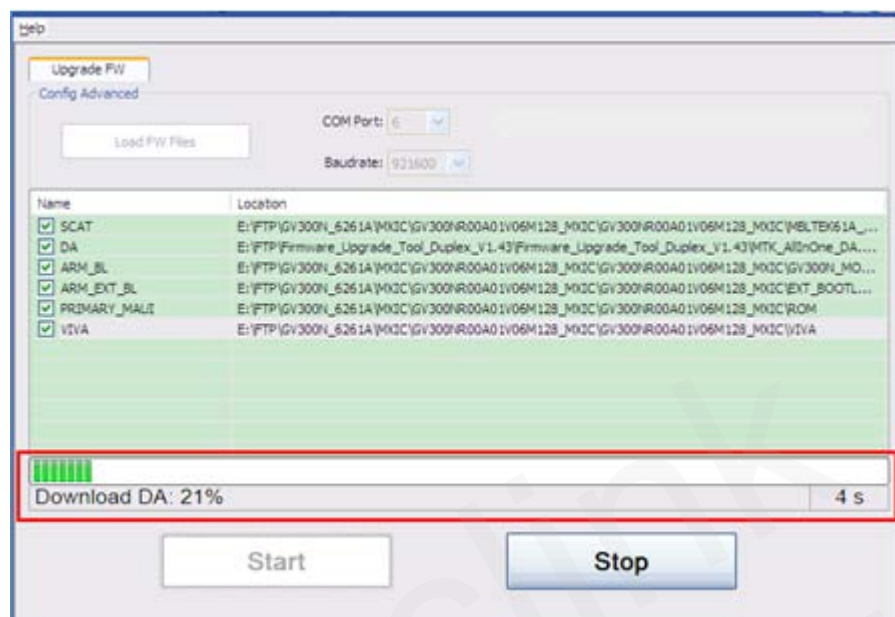 Help
Upgrade FW
Config Advanced
Load FW Files
COM Port: 6
Baudrate: 921600
Name Location
SCAT E:\FTP\GV300N_6261A\MXIC\GV300NR00A01V06M128_MXIC\GV300NR00A01V06M128_MXIC\MBLTEK61A_...
DA E:\FTP\Firmware_Upgrade_Tool_Duplex_V1.43\Firmware_Upgrade_Tool_Duplex_V1.43\MTK_AllInOne_DA....
ARM_BL E:\FTP\GV300N_6261A\MXIC\GV300NR00A01V06M128_MXIC\GV300NR00A01V06M128_MXIC\GV300N_MO...
ARM_EXT_BL E:\FTP\GV300N_6261A\MXIC\GV300NR00A01V06M128_MXIC\GV300NR00A01V06M128_MXIC\EXT_BOOTL...
PRIMARY_MAUI E:\FTP\GV300N_6261A\MXIC\GV300NR00A01V06M128_MXIC\GV300NR00A01V06M128_MXIC\ROM
VIVA E:\FTP\GV300N_6261A\MXIC\GV300NR00A01V06M128_MXIC\GV300NR00A01V06M128_MXIC\VIVA
Download DA: 21% 4 s
Start Stop